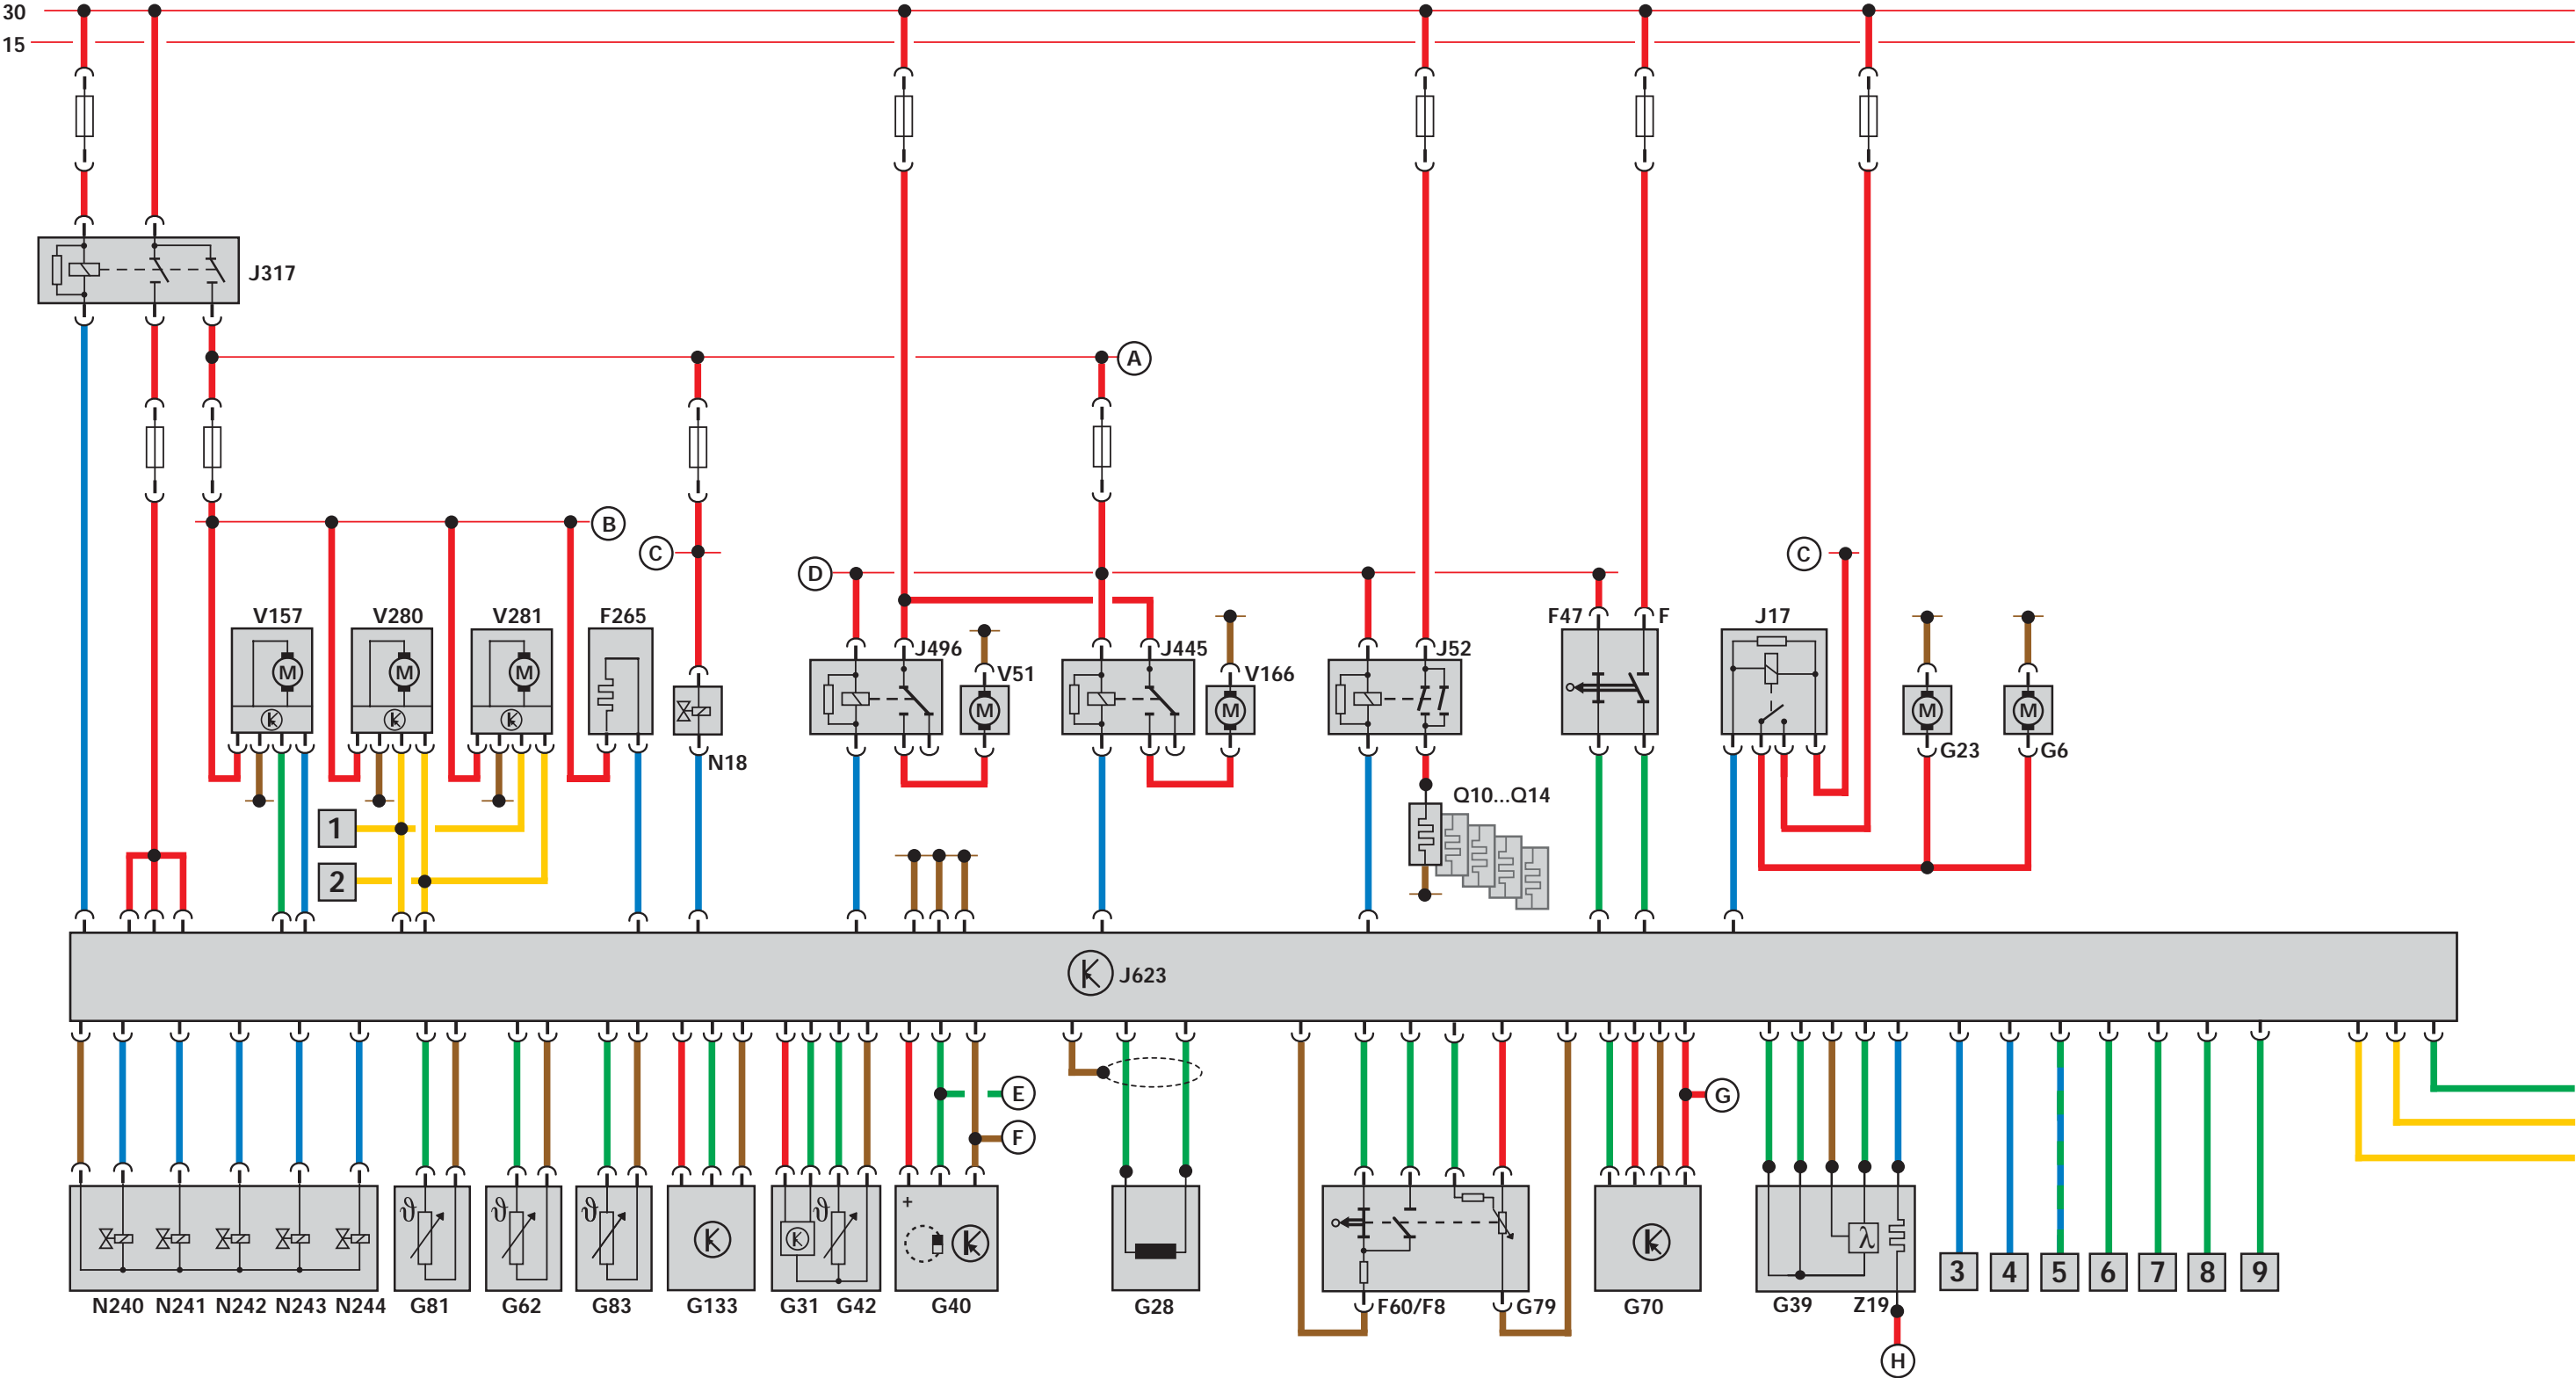 30
15
J317
A
B
C
D
C
V157
V280
V281
F265
F47
F
J17
J496
V51
J445
V166
J52
M
M
M
M
M
M
M
N18
G23
G6
Q10...Q14
1
2
J623
E
F
G
+
ϑ
ϑ
ϑ
ϑ
λ
3
4
5
6
7
8
9
N240
N241
N242
N243
N244
G81
G62
G83
G133
G31
G42
G40
G28
F60/F8
G79
G70
G39
Z19
H